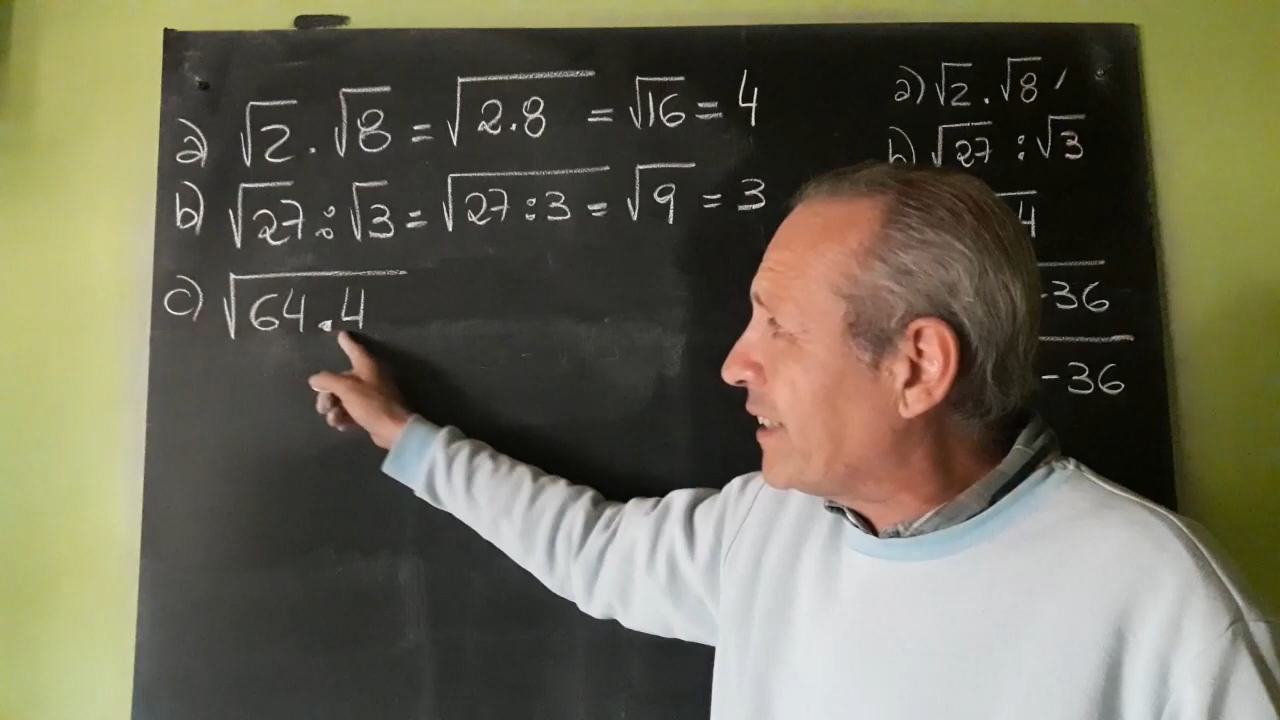 a) √2 . √8 = √2.8 = √16 = 4
b) √27 : √3 = √27:3 = √9 = 3
c) √64.4
a) √2 . √8
b) √27 : √3
4
-36
-36